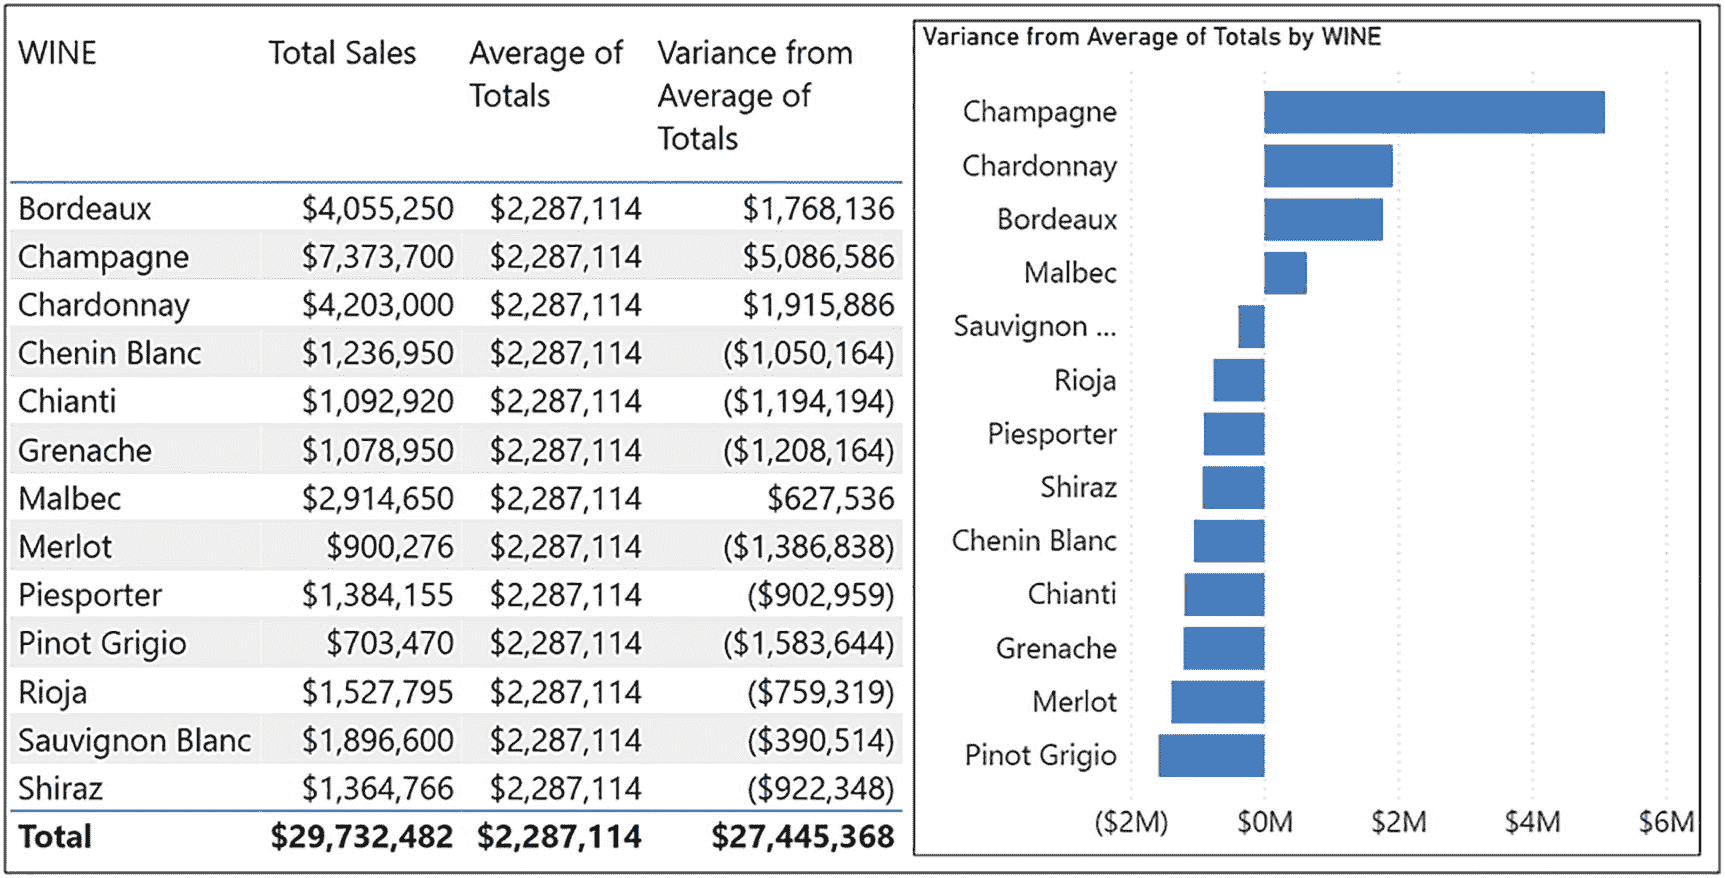 WINE Total Sales Average of Variance from
Totals Average of
Totals
Bordeaux $4,055,250 $2,287,114 $1,768,136
Champagne $7,373,700 $2,287,114 $5,086,586
Chardonnay $4,203,000 $2,287,114 $1,915,886
Chenin Blanc $1,236,950 $2,287,114 ($1,050,164)
Chianti $1,092,920 $2,287,114 ($1,194,194)
Grenache $1,078,950 $2,287,114 ($1,208,164)
Malbec $2,914,650 $2,287,114 $627,536
Merlot $900,276 $2,287,114 ($1,386,838)
Piesporter $1,384,155 $2,287,114 ($902,959)
Pinot Grigio $703,470 $2,287,114 ($1,583,644)
Rioja $1,527,795 $2,287,114 ($759,319)
Sauvignon Blanc $1,896,600 $2,287,114 ($390,514)
Shiraz $1,364,766 $2,287,114 ($922,348)
Total $29,732,482 $2,287,114 $27,445,368
Variance from Average of Totals by WINE
Champagne
Chardonnay
Bordeaux
Malbec
Sauvignon ...
Rioja
Piesporter
Shiraz
Chenin Blanc
Chianti
Grenache
Merlot
Pinot Grigio
($2M) $0M $2M $4M $6M